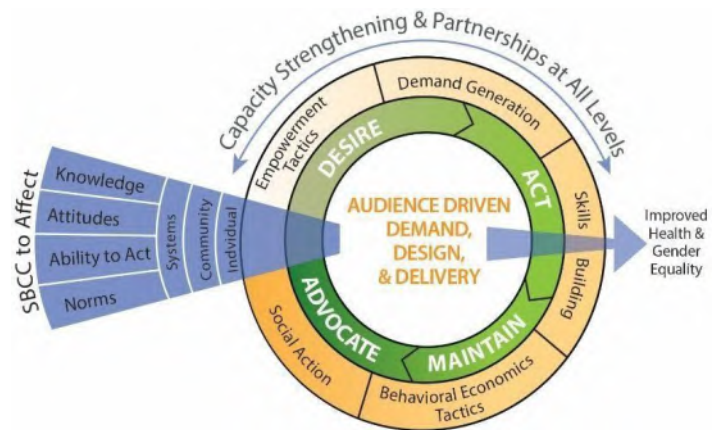 Capacity Strengthening & Partnerships at All Levels
Empowerment
Tactics
Demand Generation
Skills
Building
Behavioral Economics
Tactics
Social Action
DESIRE
ACT
MAINTAIN
ADVOCATE
AUDIENCE DRIVEN
DEMAND,
DESIGN,
& DELIVERY
SBCC to Affect
Knowledge
Attitudes
Ability to Act
Norms
Systems
Community
Individual
Improved
Health &
Gender
Equality